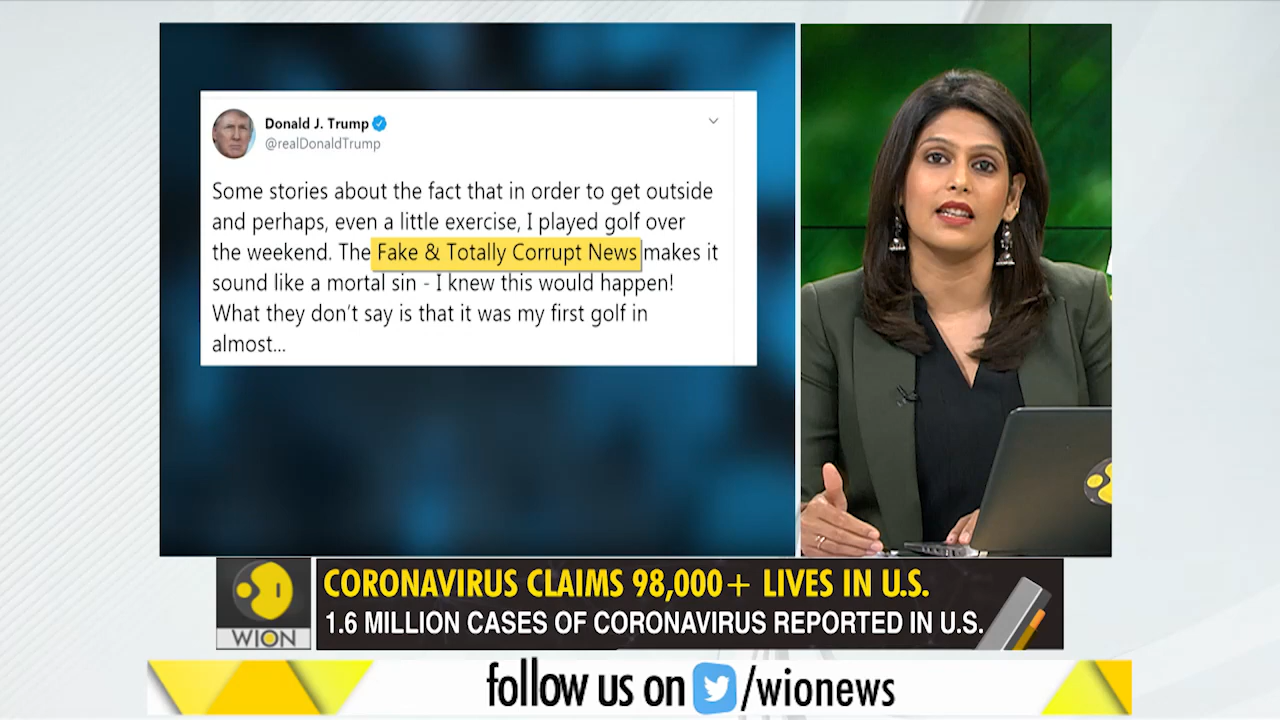 Donald J. Trump
@realDonaldTrump
Some stories about the fact that in order to get outside
and perhaps, even a little exercise, I played golf over
the weekend. The Fake & Totally Corrupt News makes it
sound like a mortal sin - I knew this would happen!
What they don't say is that it was my first golf in
almost...
WION
CORONAVIRUS CLAIMS 98,000+ LIVES IN U.S.
1.6 MILLION CASES OF CORONAVIRUS REPORTED IN U.S.
follow us on /wionews